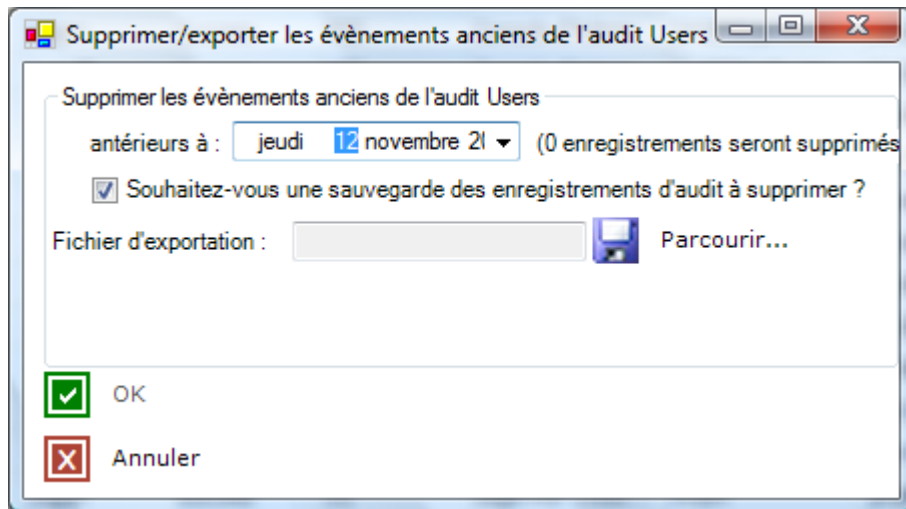 Supprimer/exporter les évènements anciens de l'audit Users
Supprimer les évènements anciens de l'audit Users
antérieurs à : jeudi 12 novembre (0 enregistrements seront supprimés
Souhaitez-vous une sauvegarde des enregistrements d'audit à supprimer ?
Fichier d'exportation : Parcourir...
OK
Annuler